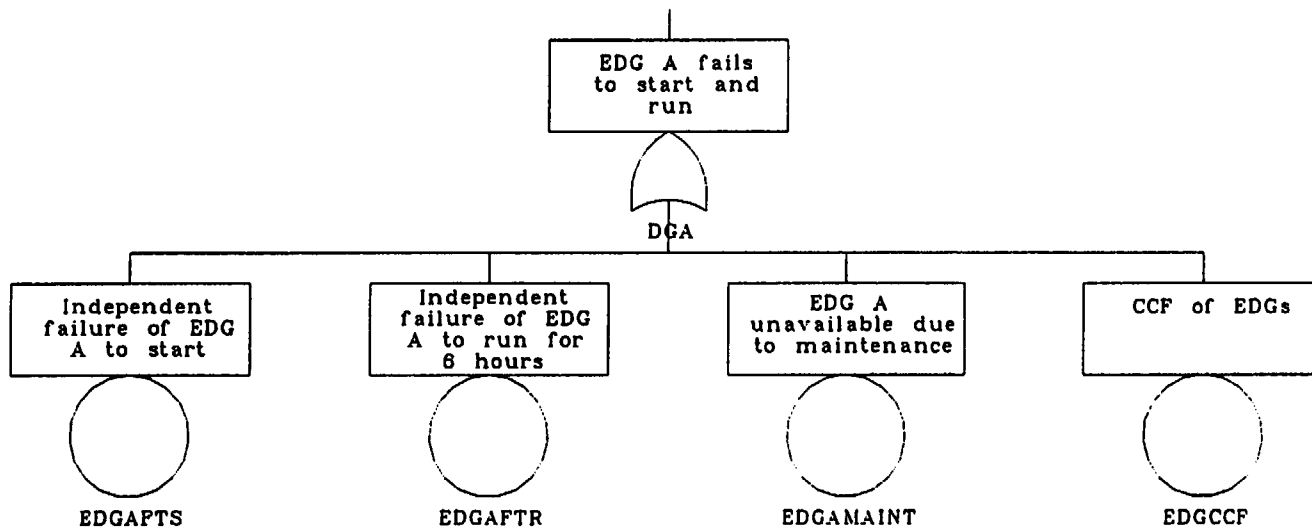 EDG A fails
to start and
run
DGA
Independent
failure of EDG
A to start
Independent
failure of EDG
A to run for
6 hours
EDG A
unavailable due
to maintenance
CCF of EDGs
EDGAFTS
EDGAFTR
EDGAMAINT
EDGCCF